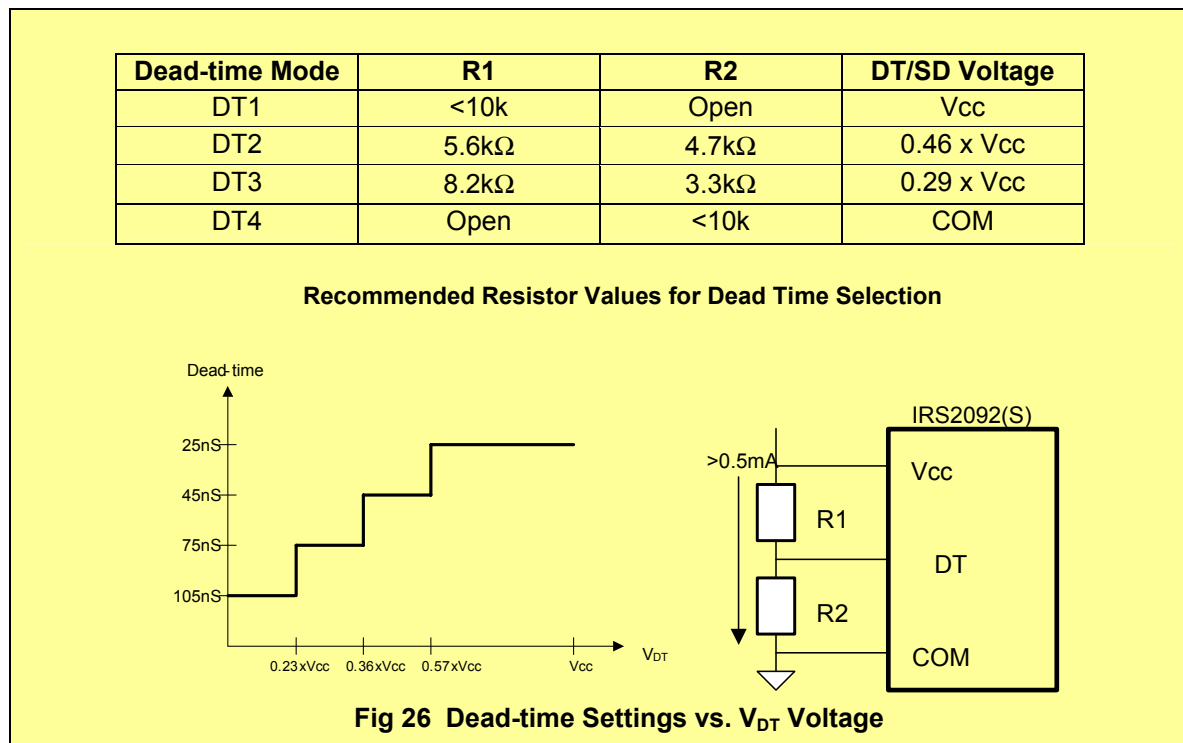 Dead-time Mode R1 R2 DT/SD Voltage
DT1 <10k Open Vcc
DT2 5.6kΩ 4.7kΩ 0.46 x Vcc
DT3 8.2kΩ 3.3kΩ 0.29 x Vcc
DT4 Open <10k COM
Recommended Resistor Values for Dead Time Selection
Dead-time
25nS
45nS
75nS
105nS
0.23xVcc 0.36xVcc 0.57xVcc Vcc
VDT
IRS2092(S)
>0.5mA
Vcc
R1
DT
R2
COM
Fig 26 Dead-time Settings vs. VDT Voltage